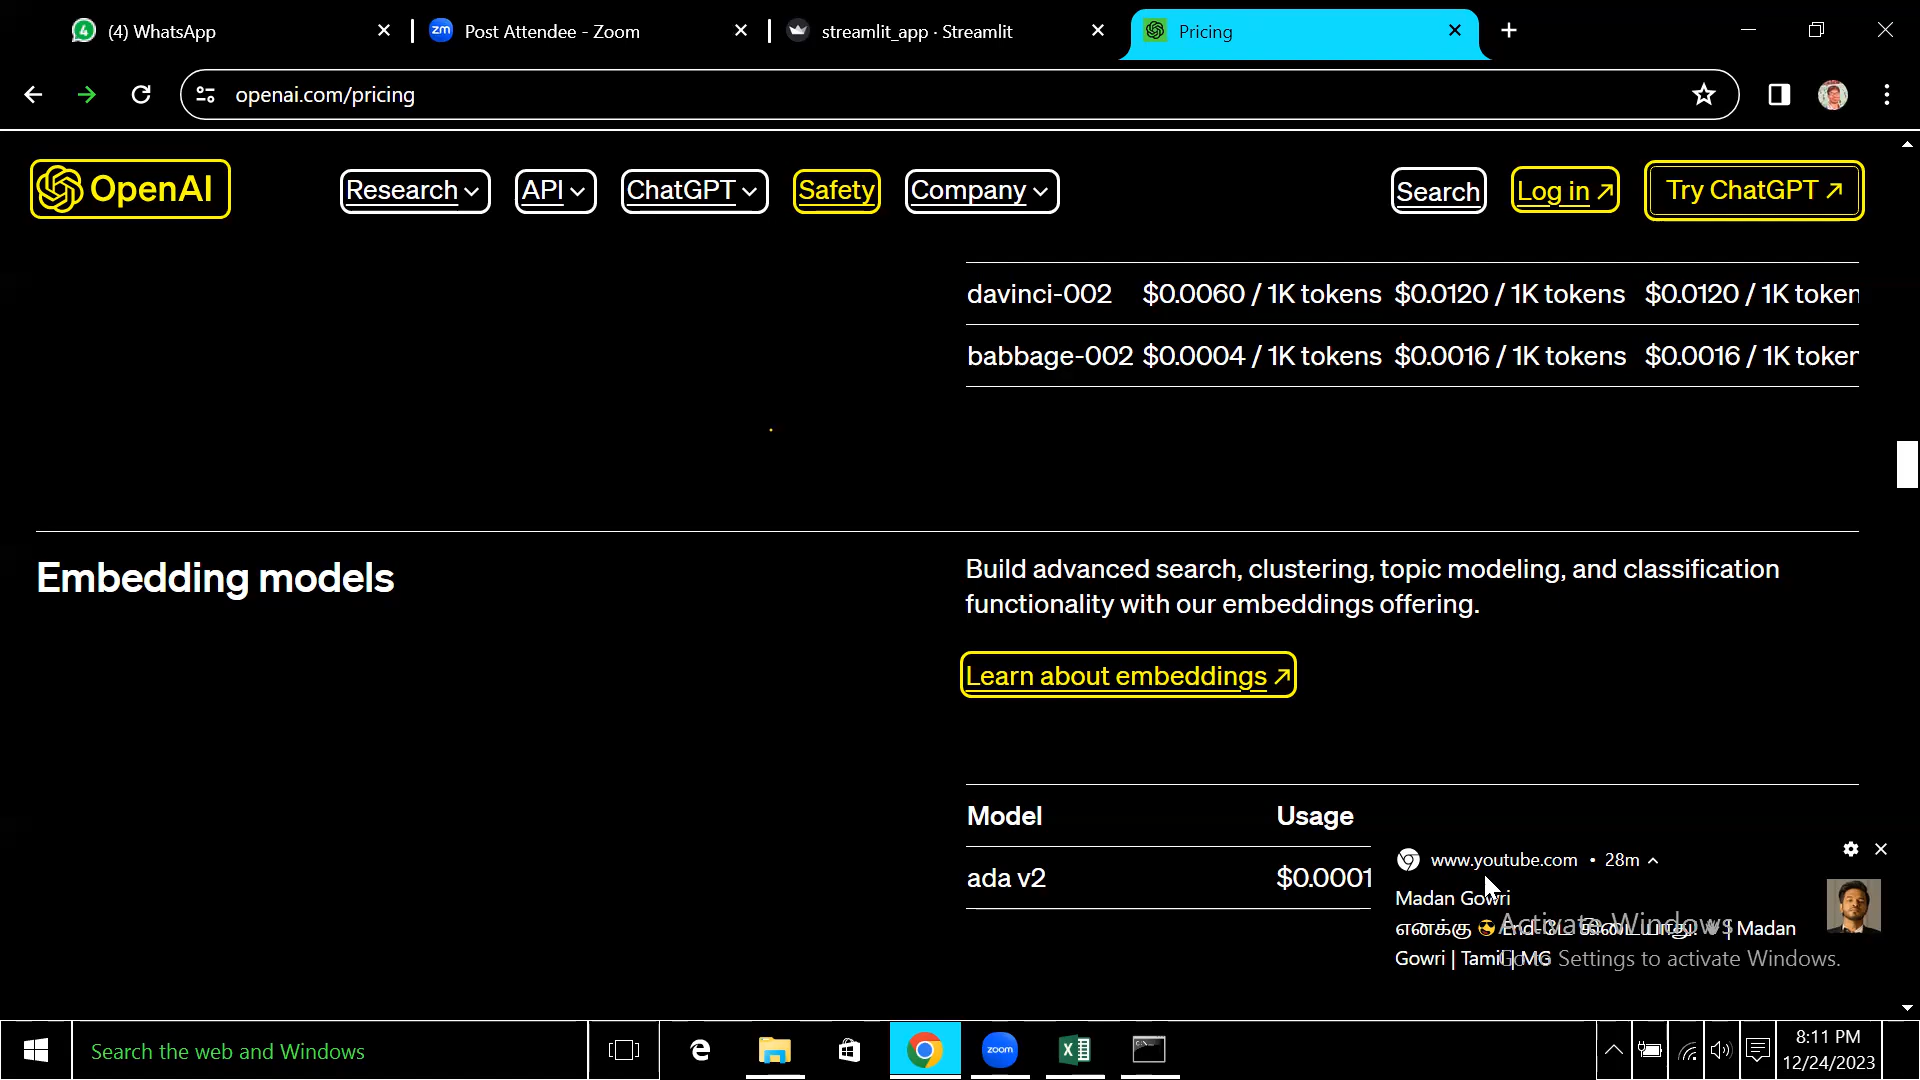 (4) WhatsApp
Post Attendee - Zoom
streamlit_app · Streamlit
Pricing
openai.com/pricing
OpenAI
Research
API
ChatGPT
Safety
Company
Search
Log in ↗
Try ChatGPT ↗
davinci-002 $0.0060 / 1K tokens $0.0120 / 1K tokens $0.0120 / 1K token
babbage-002 $0.0004 / 1K tokens $0.0016 / 1K tokens $0.0016 / 1K toker
Embedding models
Build advanced search, clustering, topic modeling, and classification
functionality with our embeddings offering.
Learn about embeddings ↗
Model Usage
ada v2 $0.0001
www.youtube.com • 28m
Madan Gowri
எனக்கு 😎 End-கே | Madan
Gowri | Tamil | MG
Activate Windows
Go to Settings to activate Windows.
Search the web and Windows
zoom
8:11 PM
12/24/2023